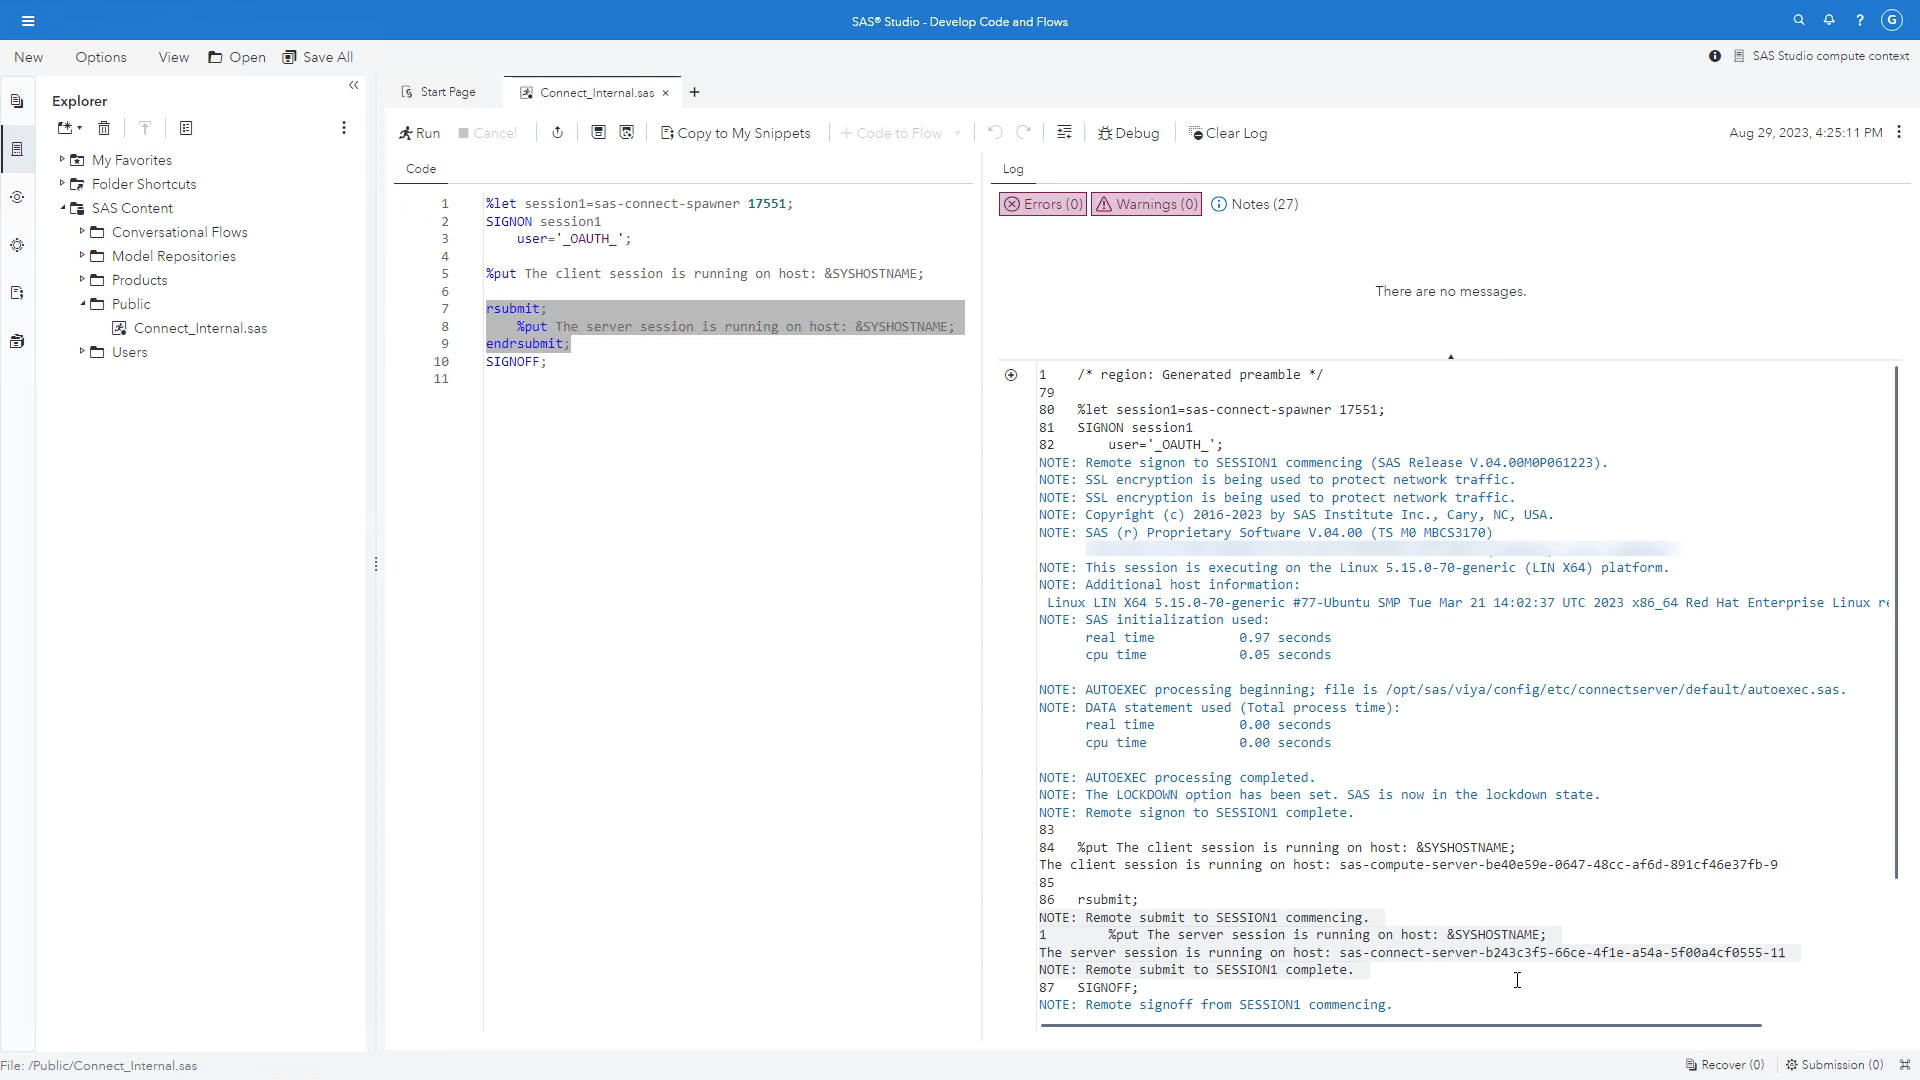 SAS® Studio - Develop Code and Flows
G
New Options View Open Save All
SAS Studio compute context
Explorer
My Favorites
Folder Shortcuts
SAS Content
Conversational Flows
Model Repositories
Products
Public
Connect_Internal.sas
Users
Start Page
Connect_Internal.sas
Run Cancel Copy to My Snippets Code to Flow Debug Clear Log
Aug 29, 2023, 4:25:11 PM
Code
1 %let session1=sas-connect-spawner 17551;
2 SIGNON session1
3 user='_OAUTH_';
4
5 %put The client session is running on host: &SYSHOSTNAME;
6
7 rsubmit;
8 %put The server session is running on host: &SYSHOSTNAME;
9 endrsubmit;
10 SIGNOFF;
11
Log
Errors (0) Warnings (0) Notes (27)
There are no messages.
1 /* region: Generated preamble */
79
80 %let session1=sas-connect-spawner 17551;
81 SIGNON session1
82 user='_OAUTH_';
NOTE: Remote signon to SESSION1 commencing (SAS Release V.04.00M0P061223).
NOTE: SSL encryption is being used to protect network traffic.
NOTE: SSL encryption is being used to protect network traffic.
NOTE: Copyright (c) 2016-2023 by SAS Institute Inc., Cary, NC, USA.
NOTE: SAS (r) Proprietary Software V.04.00 (TS M0 MBCS3170)
NOTE: This session is executing on the Linux 5.15.0-70-generic (LIN X64) platform.
NOTE: Additional host information:
Linux LIN X64 5.15.0-70-generic #77-Ubuntu SMP Tue Mar 21 14:02:37 UTC 2023 x86_64 Red Hat Enterprise Linux
NOTE: SAS initialization used:
real time 0.97 seconds
cpu time 0.05 seconds
NOTE: AUTOEXEC processing beginning; file is /opt/sas/viya/config/etc/connectserver/default/autoexec.sas.
NOTE: DATA statement used (Total process time):
real time 0.00 seconds
cpu time 0.00 seconds
NOTE: AUTOEXEC processing completed.
NOTE: The LOCKDOWN option has been set. SAS is now in the lockdown state.
NOTE: Remote signon to SESSION1 complete.
83
84 %put The client session is running on host: &SYSHOSTNAME;
The client session is running on host: sas-compute-server-be40e59e-0647-48cc-af6d-891cf46e37fb-9
85
86 rsubmit;
NOTE: Remote submit to SESSION1 commencing.
1 %put The server session is running on host: &SYSHOSTNAME;
The server session is running on host: sas-connect-server-b243c3f5-66ce-4f1e-a54a-5f00a4cf0555-11
NOTE: Remote submit to SESSION1 complete.
87 SIGNOFF;
NOTE: Remote signoff from SESSION1 commencing.
File: /Public/Connect_Internal.sas
Recover (0) Submission (0)